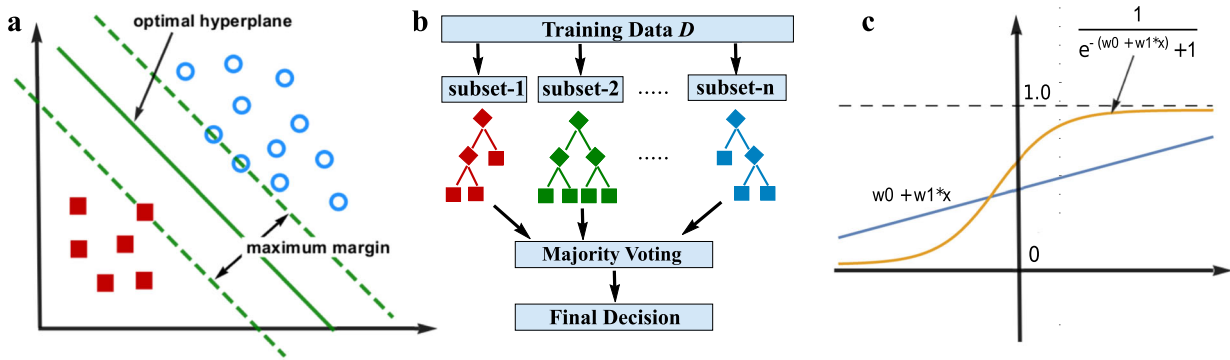 a
optimal hyperplane
maximum margin
b
Training Data D
subset-1 subset-2 ..... subset-n
.....
Majority Voting
Final Decision
c
1
e-(w0 +w1*x) +1
1.0
w0 +w1*x
0